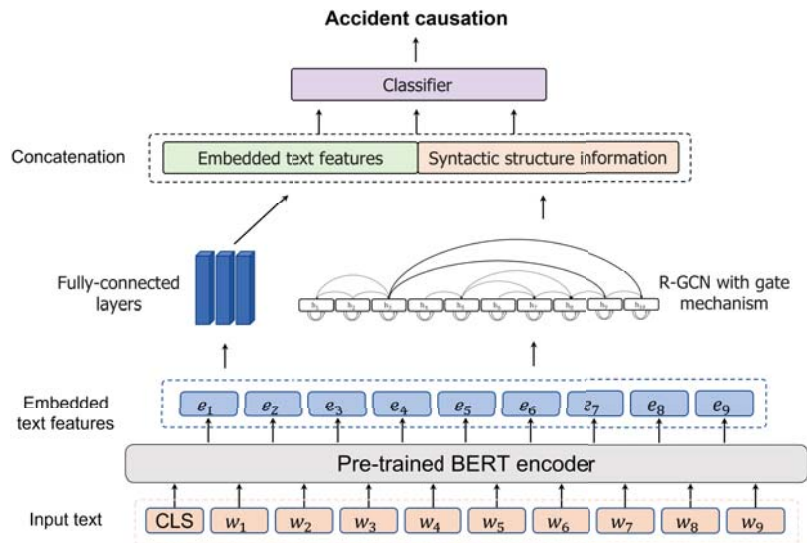 Accident causation
Classifier
Concatenation
Embedded text features
Syntactic structure information
Fully-connected
layers
R-GCN with gate
mechanism
Embedded
text features
e1 e2 e3 e4 e5 e6 e7 e8 e9
Pre-trained BERT encoder
Input text
CLS w1 w2 w3 w4 w5 w6 w7 w8 w9